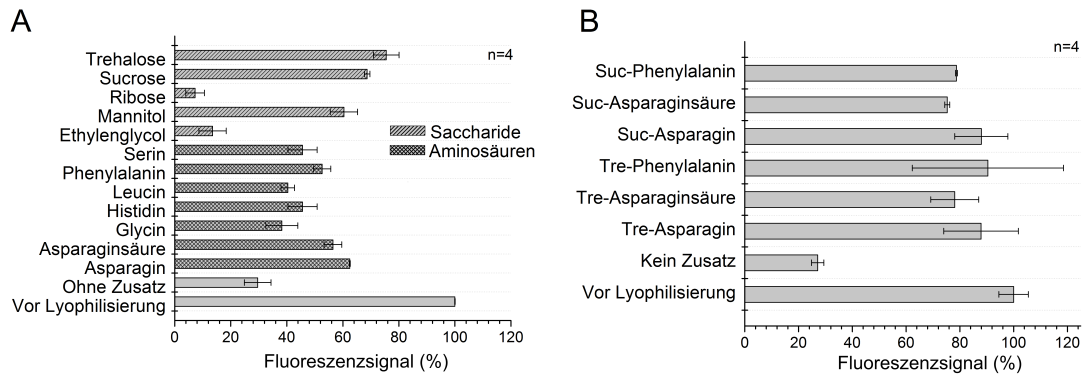 A
n=4
Trehalose
Sucrose
Ribose
Mannitol
Ethylenglycol
Serin
Phenylalanin
Leucin
Histidin
Glycin
Asparaginsäure
Asparagin
Ohne Zusatz
Vor Lyophilisierung
Saccharide
Aminosäuren
0 20 40 60 80 100 120
Fluoreszenzsignal (%)
B
n=4
Suc-Phenylalanin
Suc-Asparaginsäure
Suc-Asparagin
Tre-Phenylalanin
Tre-Asparaginsäure
Tre-Asparagin
Kein Zusatz
Vor Lyophilisierung
0 20 40 60 80 100 120
Fluoreszenzsignal (%)